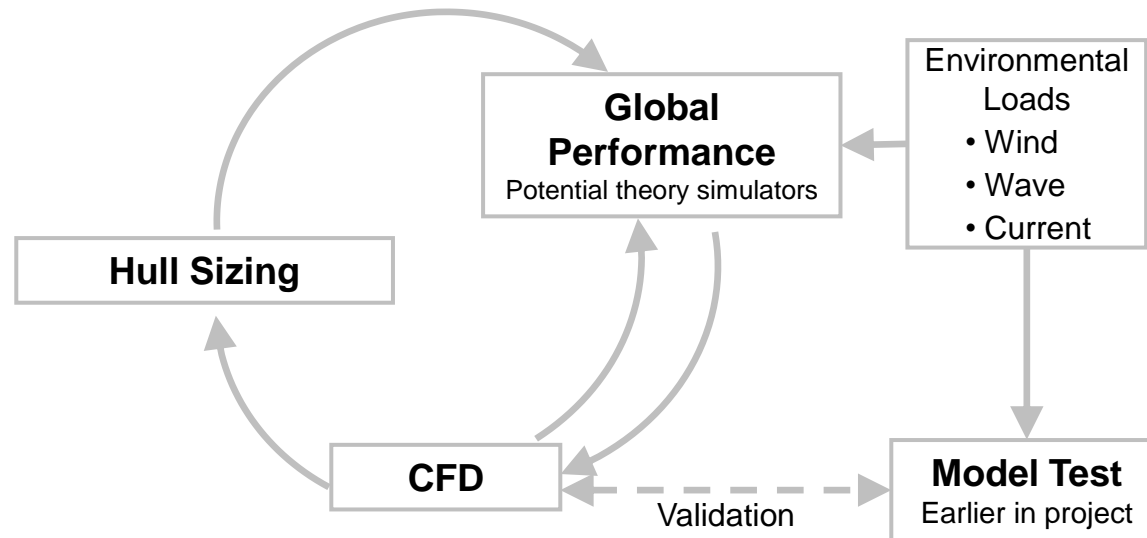 Global
Performance
Potential theory simulators
Environmental
Loads
• Wind
• Wave
• Current
Hull Sizing
CFD
Validation
Model Test
Earlier in project